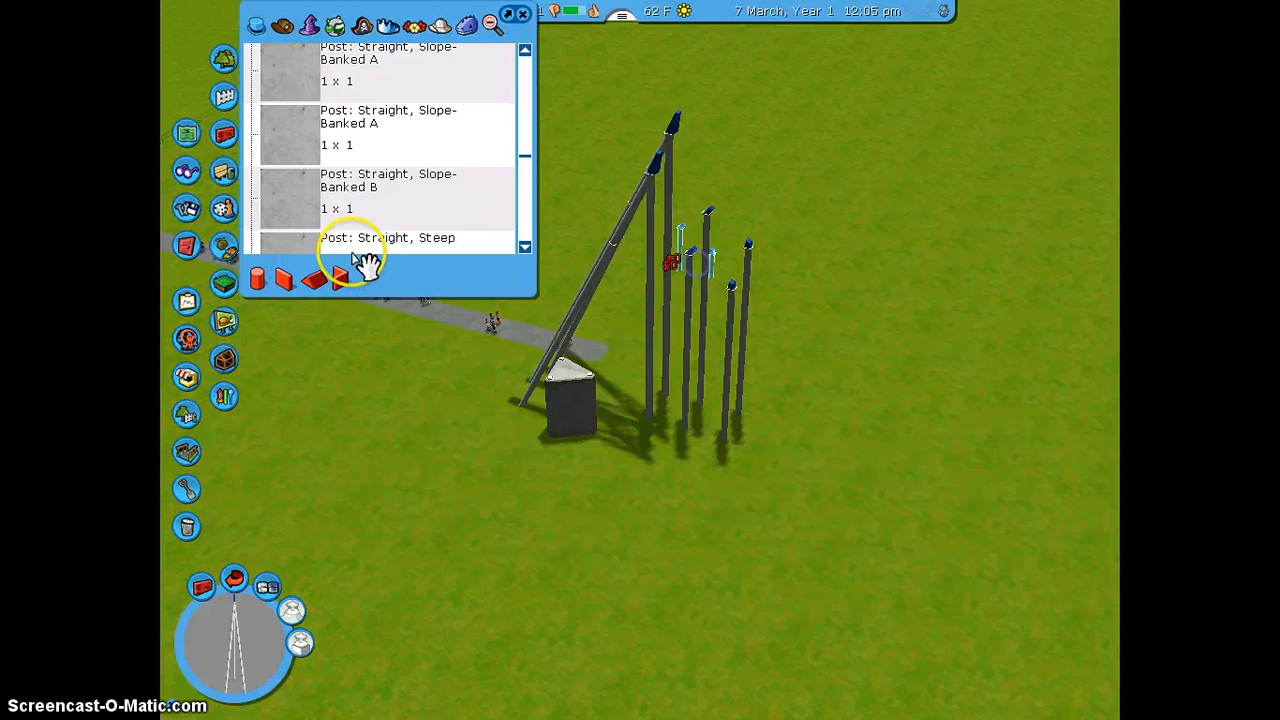 1
62 F
7 March, Year 1 12:05 pm
Post: Straight, Slope-
Banked A
1 x 1
Post: Straight, Slope-
Banked A
1 x 1
Post: Straight, Slope-
Banked B
1 x 1
Post: Straight, Steep
Screencast-O-Matic.com